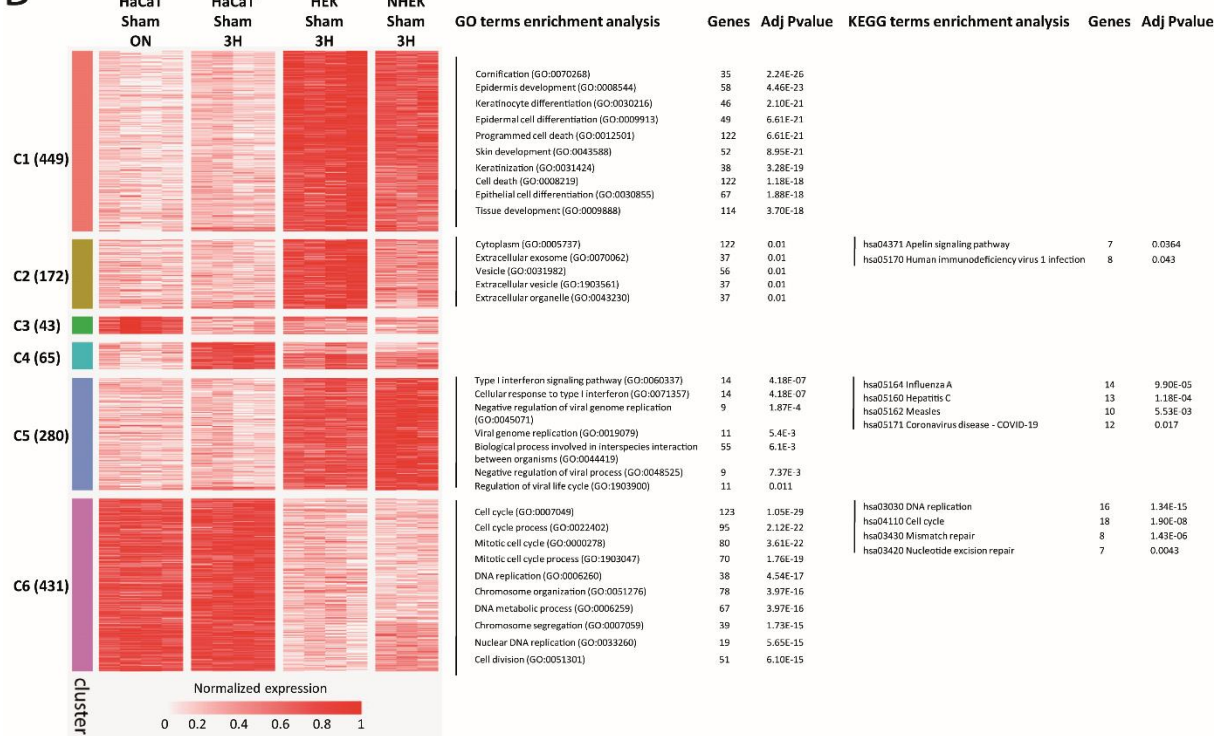 HaCaT HaCaT HEK NHEK
Sham Sham Sham Sham
ON 3H 3H 3H
GO terms enrichment analysis Genes Adj Pvalue KEGG terms enrichment analysis Genes Adj Pvalue
C1 (449)
Cornification (GO:0070268) 35 2.24E-26
Epidermis development (GO:0008544) 58 4.46E-23
Keratinocyte differentiation (GO:0030216) 46 2.10E-21
Epidermal cell differentiation (GO:0009913) 49 6.61E-21
Programmed cell death (GO:0012501) 122 6.61E-21
Skin development (GO:0043588) 52 8.95E-21
Keratinization (GO:0031424) 38 3.28E-19
Cell death (GO:0008219) 122 1.18E-18
Epithelial cell differentiation (GO:0030855) 67 1.88E-18
Tissue development (GO:0009888) 114 3.70E-18
C2 (172)
Cytoplasm (GO:0005737) 122 0.01
Extracellular exosome (GO:0070062) 37 0.01
Vesicle (GO:0031982) 56 0.01
Extracellular vesicle (GO:1903561) 37 0.01
Extracellular organelle (GO:0043230) 37 0.01
hsa04371 Apelin signaling pathway 7 0.0364
hsa05170 Human immunodeficiency virus 1 infection 8 0.043
C3 (43)
C4 (65)
C5 (280)
Type I interferon signaling pathway (GO:0060337) 14 4.18E-07
Cellular response to type I interferon (GO:0071357) 14 4.18E-07
Negative regulation of viral genome replication 9 1.87E-4
(GO:0045071)
Viral genome replication (GO:0019079) 11 5.4E-3
Biological process involved in interspecies interaction 55 6.1E-3
between organisms (GO:0044419)
Negative regulation of viral process (GO:0048525) 9 7.37E-3
Regulation of viral life cycle (GO:1903900) 11 0.011
hsa05164 Influenza A 14 9.90E-05
hsa05160 Hepatitis C 13 1.18E-04
hsa05162 Measles 10 5.53E-03
hsa05171 Coronavirus disease - COVID-19 12 0.017
C6 (431)
Cell cycle (GO:0007049) 123 1.05E-29
Cell cycle process (GO:0022402) 95 2.12E-22
Mitotic cell cycle (GO:0000278) 80 3.61E-22
Mitotic cell cycle process (GO:1903047) 70 1.76E-19
DNA replication (GO:0006260) 38 4.54E-17
Chromosome organization (GO:0051276) 78 3.97E-16
DNA metabolic process (GO:0006259) 67 3.97E-16
Chromosome segregation (GO:0007059) 39 1.73E-15
Nuclear DNA replication (GO:0033260) 19 5.65E-15
Cell division (GO:0051301) 51 6.10E-15
hsa03030 DNA replication 16 1.34E-15
hsa04110 Cell cycle 18 1.90E-08
hsa03430 Mismatch repair 8 1.43E-06
hsa03420 Nucleotide excision repair 7 0.0043
cluster
Normalized expression
0 0.2 0.4 0.6 0.8 1